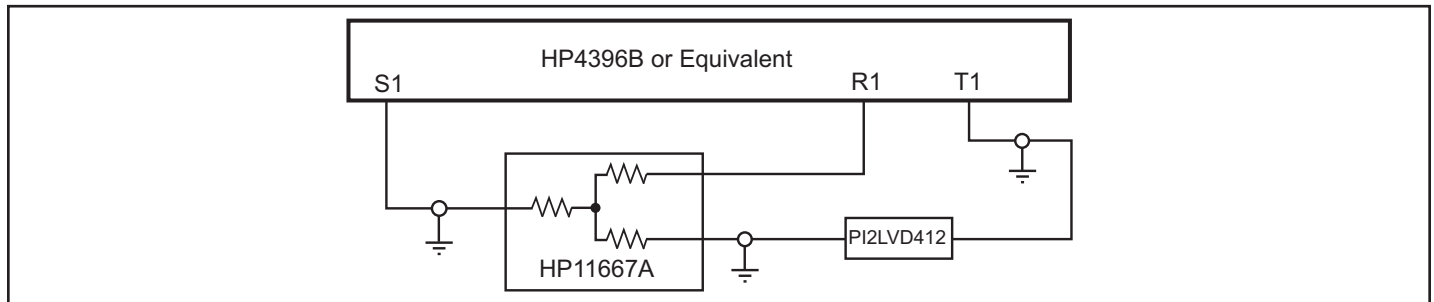 HP4396B or Equivalent
S1
R1
T1
HP11667A
PI2LVD412